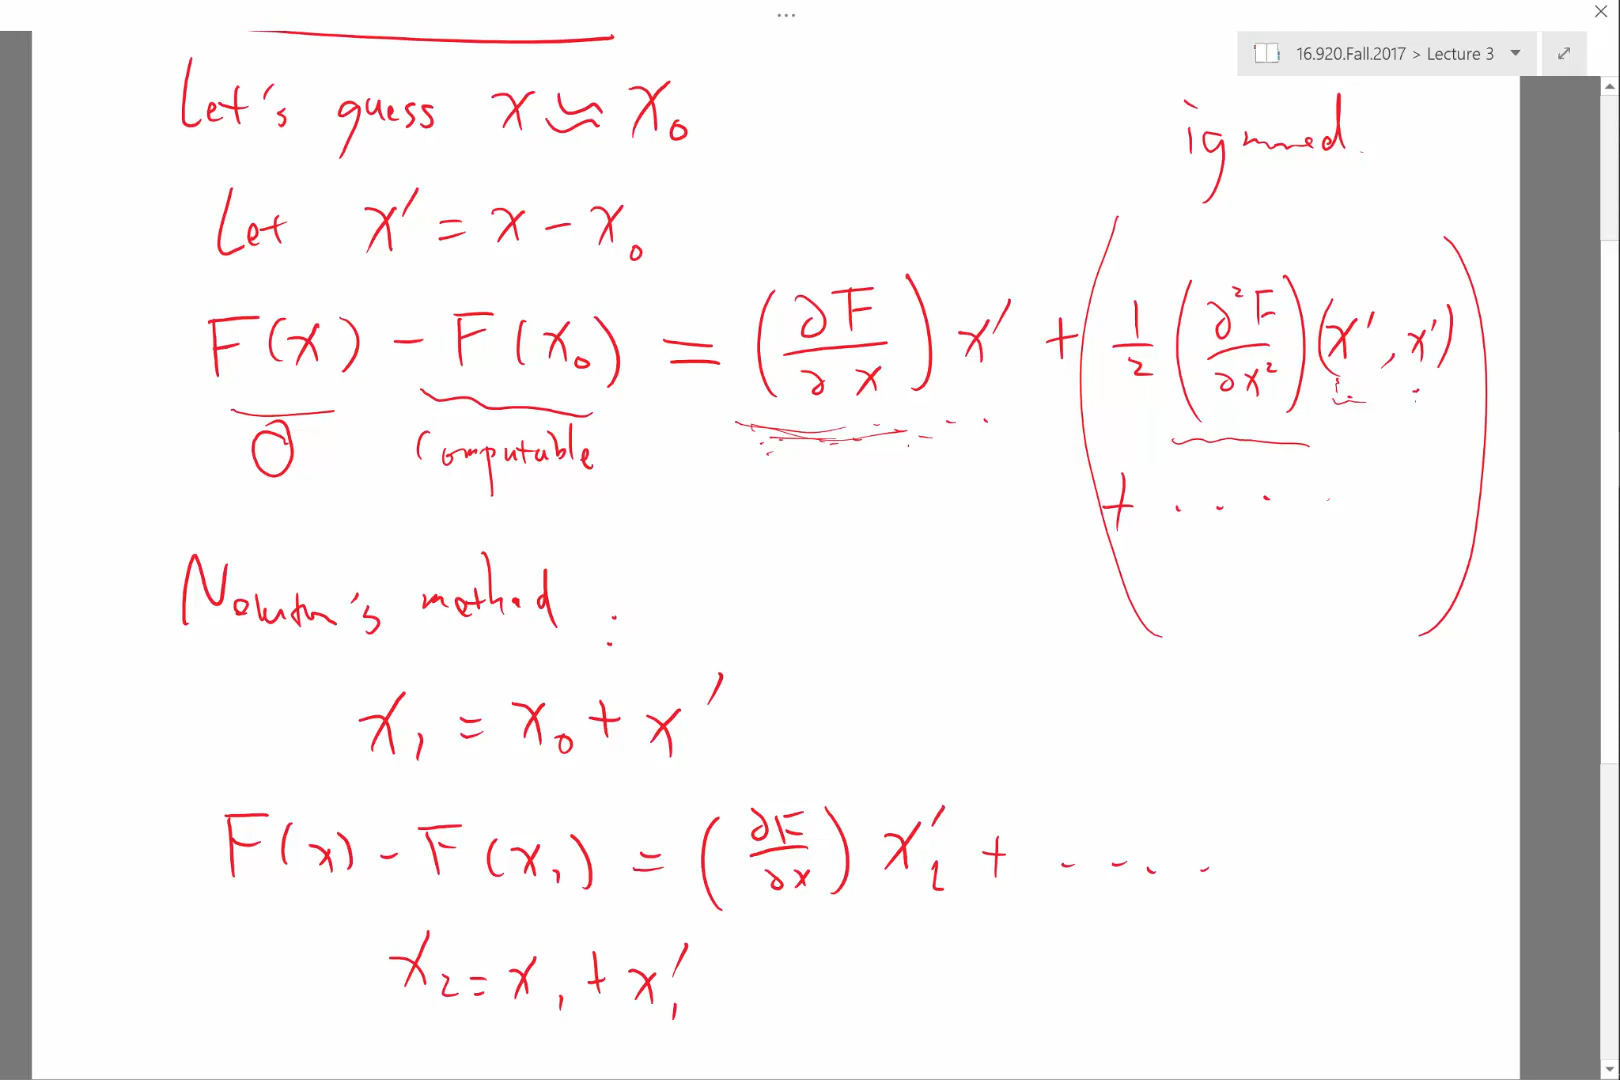 16.920.Fall.2017 > Lecture 3
Let's guess x ≈ x₀
ignored.
Let x' = x - x₀
F(x) - F(x₀) = (∂F/∂x) x' + (1/2 (∂²F/∂x²)(x', x')
0 computable
+ ....)
Newton's method :
x₁ = x₀ + x'
F(x) - F(x₁) = (∂F/∂x) x'₁ + ....
x₂ = x₁ + x'₁